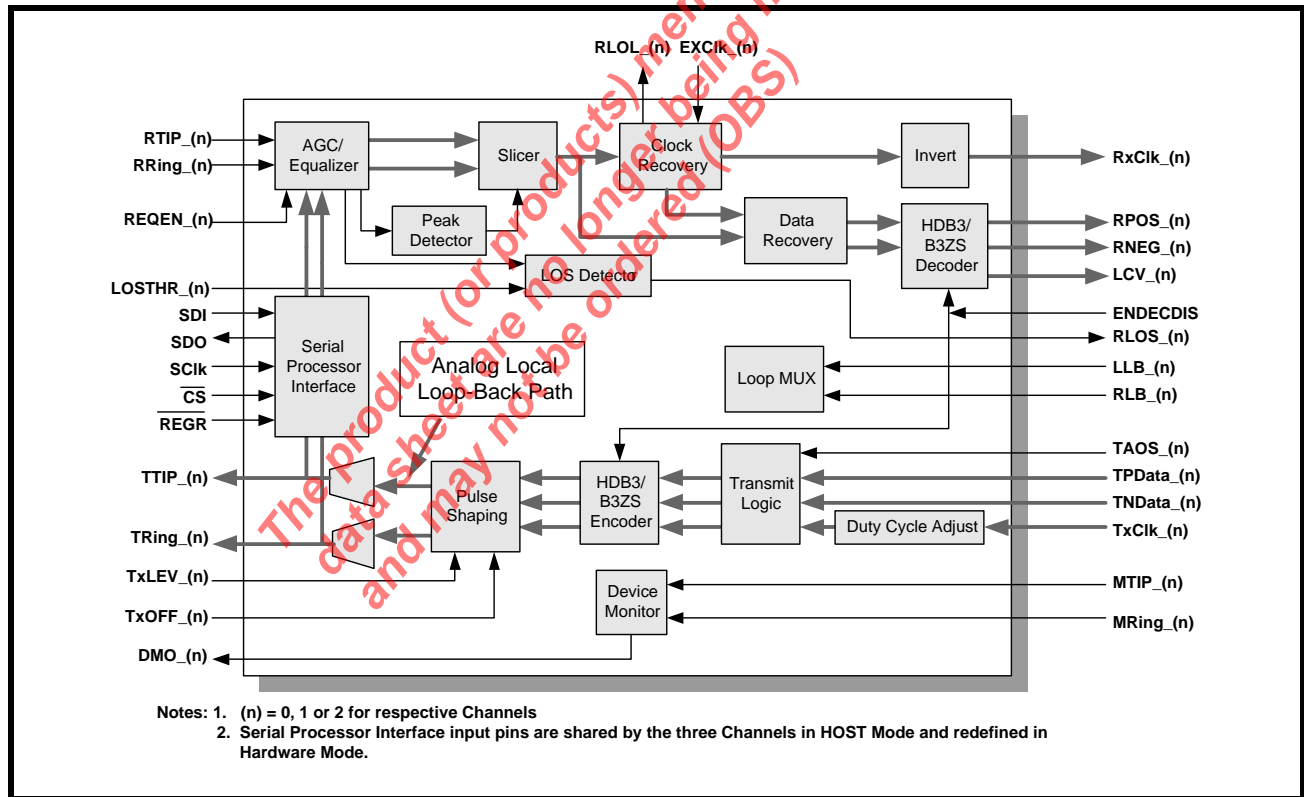 RLOL_(n) EXClk_(n)
RTIP_(n)
RRing_(n)
REQEN_(n)
LOSTHR_(n)
SDI
SDO
SClk
CS
REGR
TTIP_(n)
TRing_(n)
TxLEV_(n)
TxOFF_(n)
DMO_(n)
AGC/
Equalizer
Peak
Detector
Slicer
Clock
Recovery
Invert
Data
Recovery
HDB3/
B3ZS
Decoder
LOS Detector
Serial
Processor
Interface
Analog Local
Loop-Back Path
Loop MUX
Pulse
Shaping
HDB3/
B3ZS
Encoder
Transmit
Logic
Duty Cycle Adjust
Device
Monitor
RxClk_(n)
RPOS_(n)
RNEG_(n)
LCV_(n)
ENDECDIS
RLOS_(n)
LLB_(n)
RLB_(n)
TAOS_(n)
TPData_(n)
TNData_(n)
TxClk_(n)
MTIP_(n)
MRing_(n)
The product (or products)
data sheet are no longer being
and may not be ordered (OBS)
Notes: 1. (n) = 0, 1 or 2 for respective Channels
2. Serial Processor Interface input pins are shared by the three Channels in HOST Mode and redefined in
Hardware Mode.